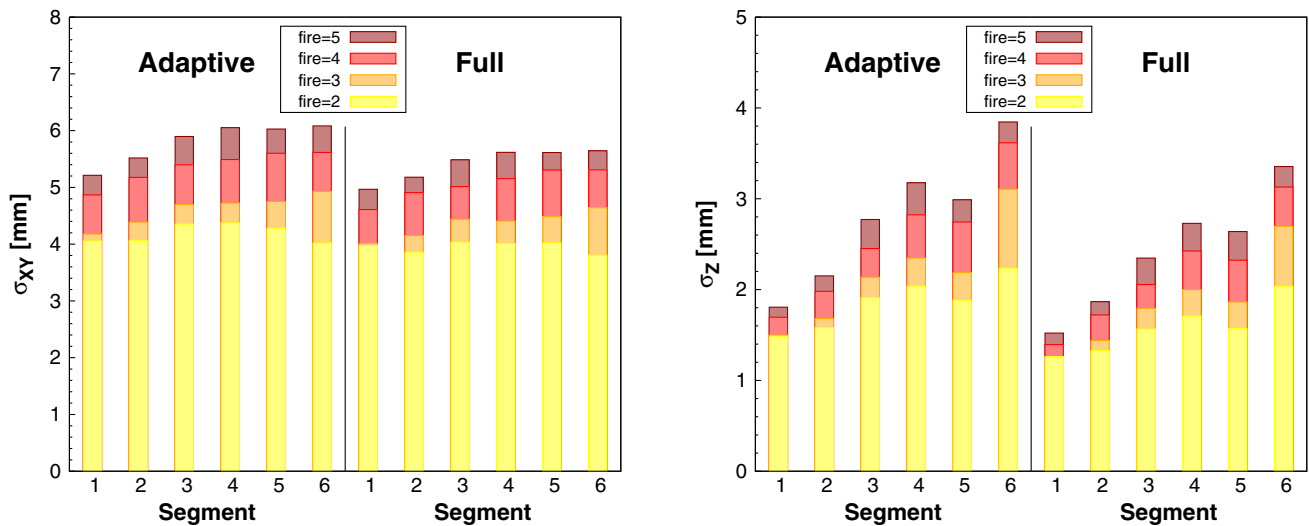 8
7
6
5
4
3
2
1
0
σXY [mm]
Adaptive
Full
fire=5
fire=4
fire=3
fire=2
1 2 3 4 5 6 1 2 3 4 5 6
Segment Segment
5
4
3
2
1
0
σZ [mm]
Adaptive
Full
fire=5
fire=4
fire=3
fire=2
1 2 3 4 5 6 1 2 3 4 5 6
Segment Segment